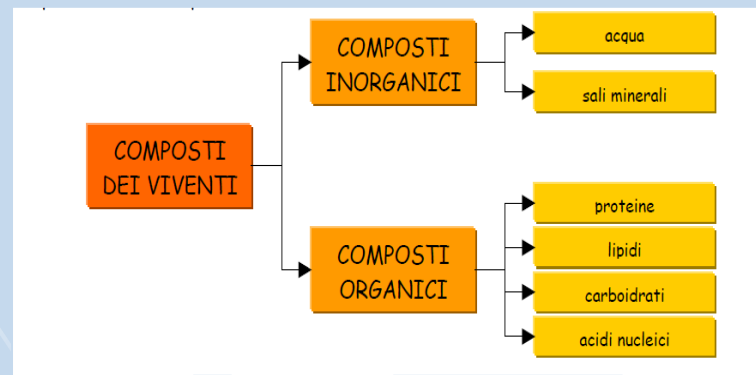 COMPOSTI
DEI VIVENTI
COMPOSTI
INORGANICI
acqua
sali minerali
COMPOSTI
ORGANICI
proteine
lipidi
carboidrati
acidi nucleici